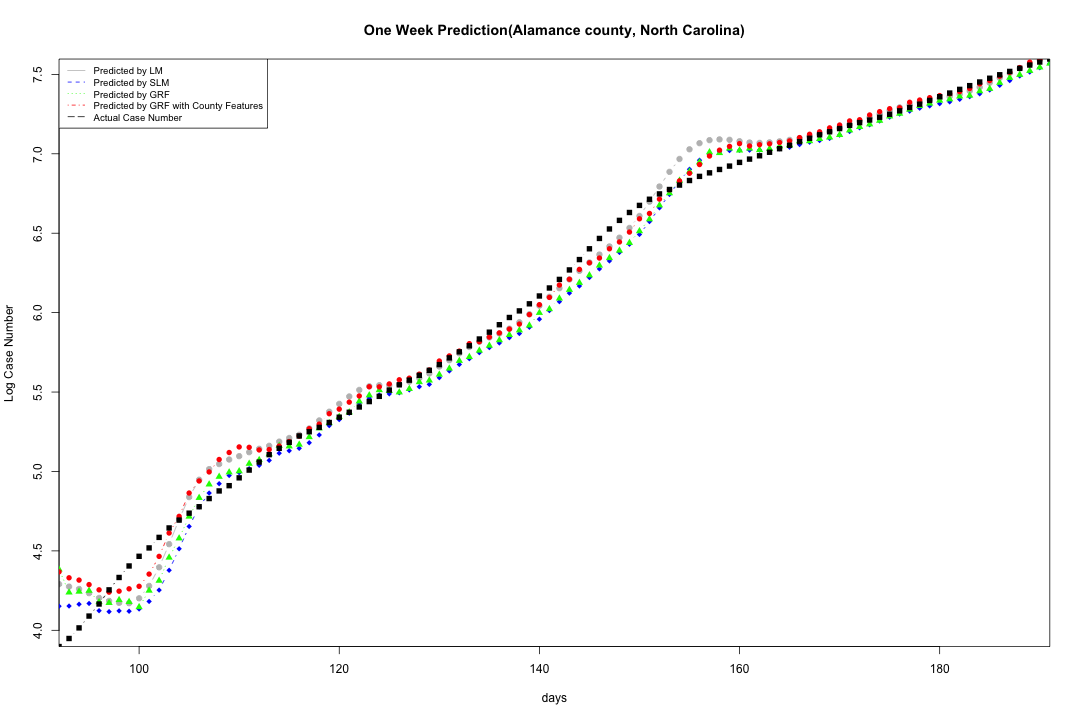 One Week Prediction(Alamance county, North Carolina)
Predicted by LM
Predicted by SLM
Predicted by GRF
Predicted by GRF with County Features
Actual Case Number
7.5
7.0
6.5
6.0
5.5
5.0
4.5
4.0
Log Case Number
100 120 140 160 180
days